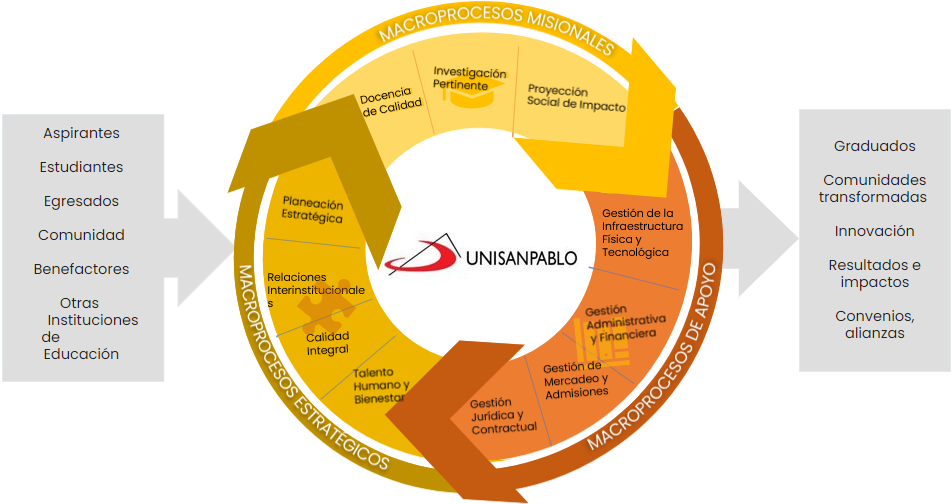 MACROPROCESOS MISIONALES
Aspirantes
Estudiantes
Egresados
Comunidad
Benefactores
Otras
Instituciones
de
Educación
Docencia
de Calidad
Investigación
Pertinente
Proyección
Social de Impacto
Planeación
Estratégica
Relaciones
Interinstitucionale
s
Calidad
Integral
Talento
Humano y
Bienestar
MACROPROCESOS ESTRATÉGICOS
UNISANPABLO
Gestión de la
Infraestructura
Física y
Tecnológica
Gestión
Administrativa
y Financiera
Gestión de
Mercadeo y
Admisiones
Gestión
Jurídica y
Contractual
MACROPROCESOS DE APOYO
Graduados
Comunidades
transformadas
Innovación
Resultados e
impactos
Convenios,
alianzas